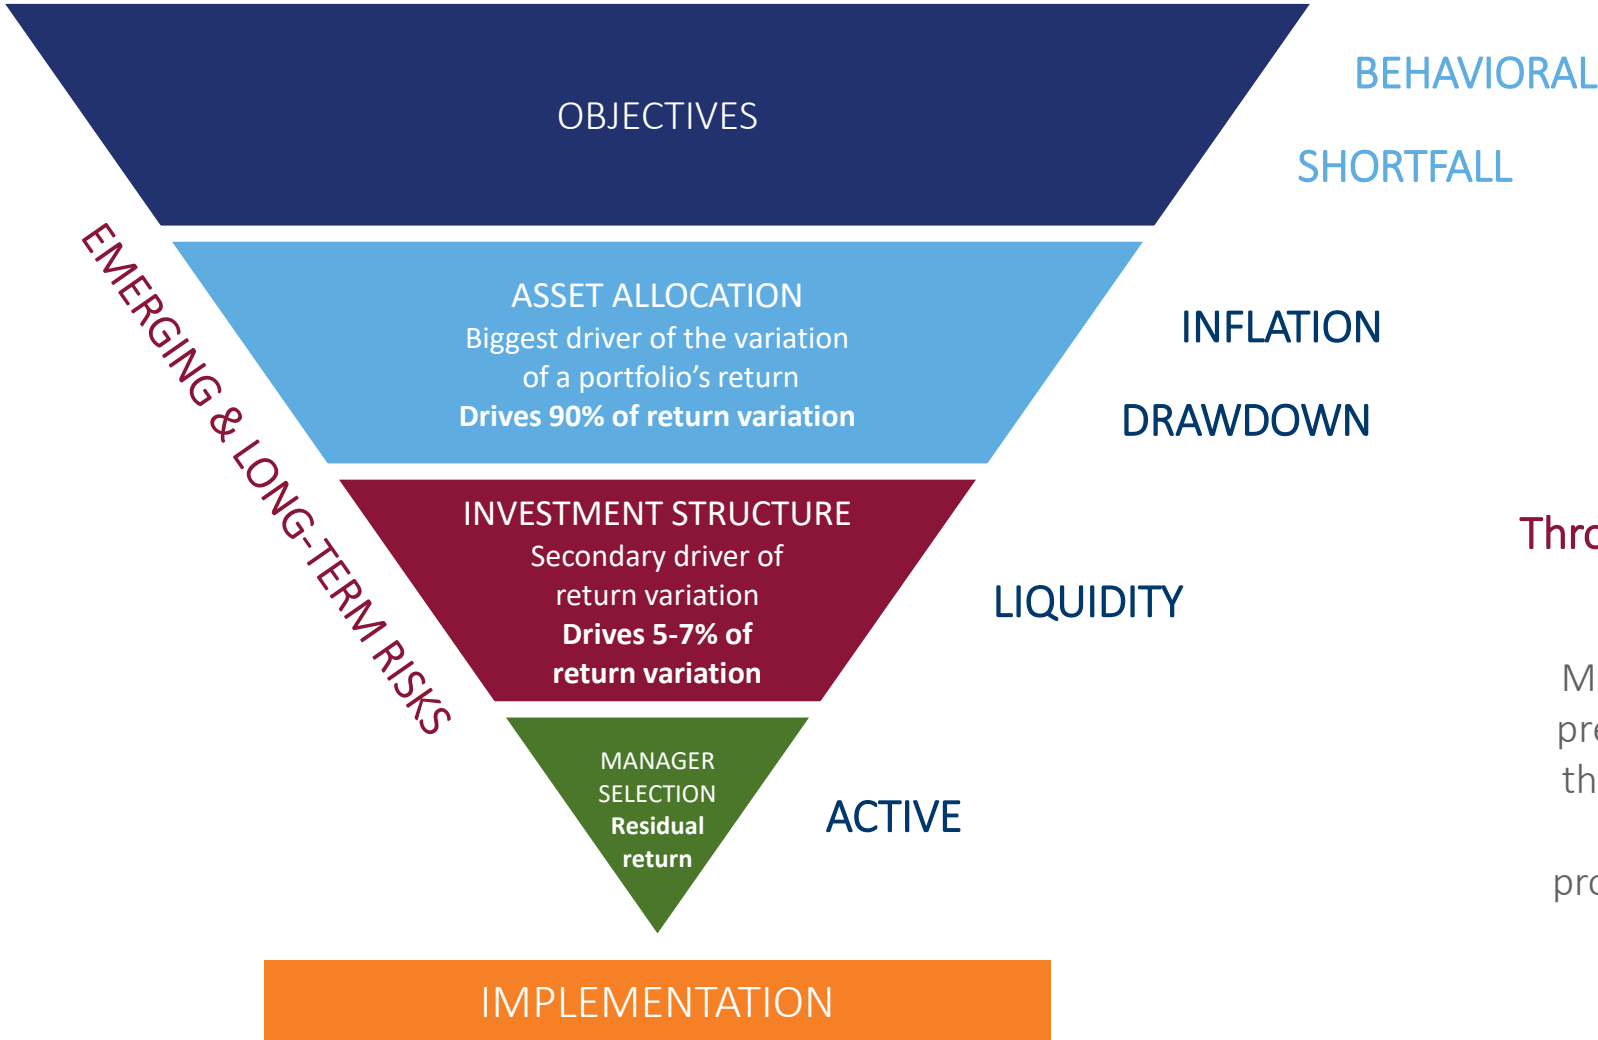 OBJECTIVES
BEHAVIORAL
SHORTFALL
EMERGING & LONG-TERM RISKS
ASSET ALLOCATION
Biggest driver of the variation
of a portfolio's return
Drives 90% of return variation
INFLATION
DRAWDOWN
INVESTMENT STRUCTURE
Secondary driver of
return variation
Drives 5-7% of
return variation
LIQUIDITY
MANAGER
SELECTION
Residual
return
ACTIVE
IMPLEMENTATION